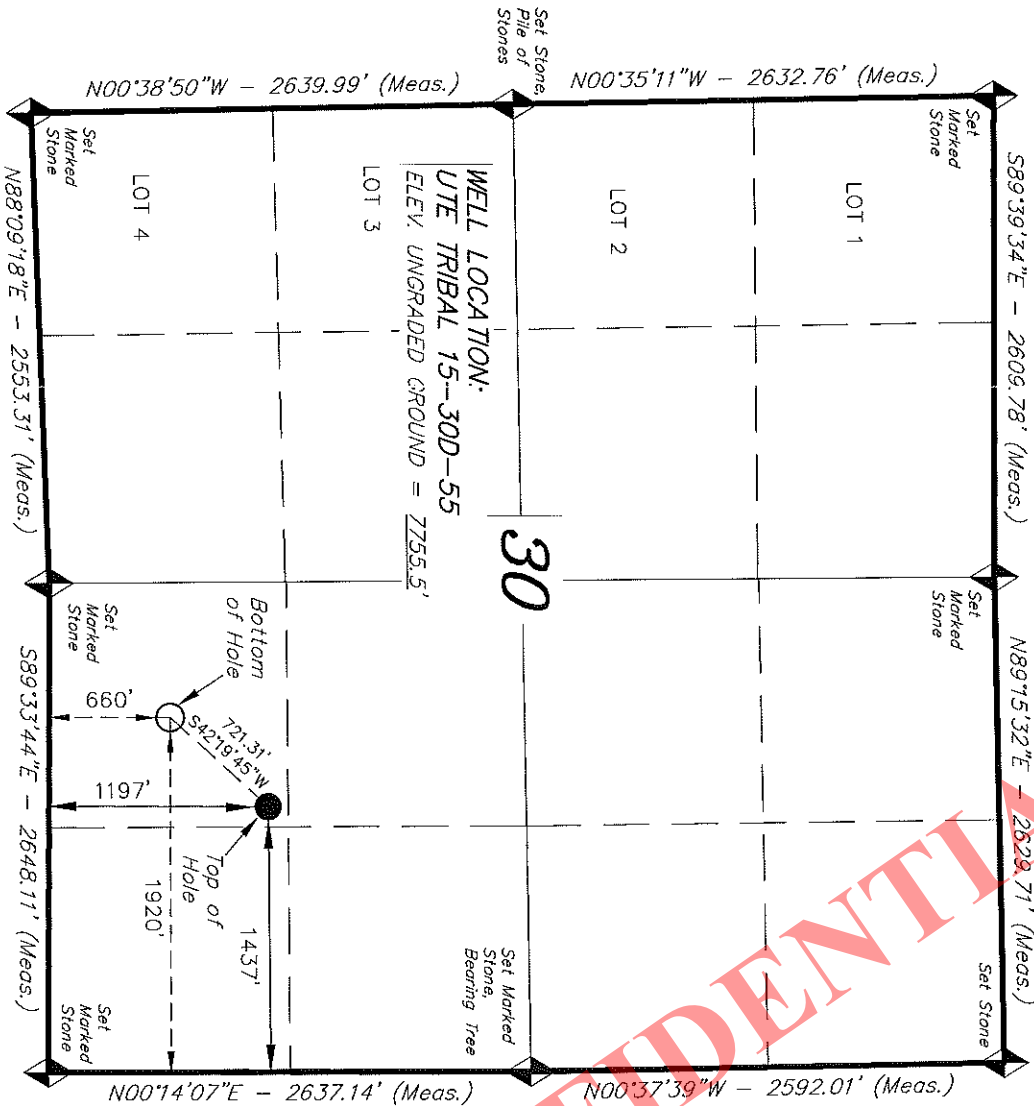 S89°39'34"E - 2609.78' (Meas.)
N89°15'32"E - 2629.71' (Meas.)
Set
Marked
Stone
Set
Marked
Stone
Set Stone
N00°35'11"W - 2632.76' (Meas.)
LOT 1
LOT 2
N00°37'39"W - 2592.01' (Meas.)
Set Stone,
Pile of
Stones
30
Set Marked
Stone,
Bearing Tree
WELL LOCATION:
UTE TRIBAL 15-30D-55
ELEV. UNGRADED GROUND = 7755.5'
N00°38'50"W - 2639.99' (Meas.)
LOT 3
LOT 4
Set
Marked
Stone
N88°09'18"E - 2553.31' (Meas.)
Set
Marked
Stone
Bottom
of Hole
721.31'
S42°19'45"W
Top of
Hole
660'
1197'
1920'
1437'
Set
Marked
Stone
S89°33'44"E - 2648.11' (Meas.)
N00°14'07"E - 2637.14' (Meas.)